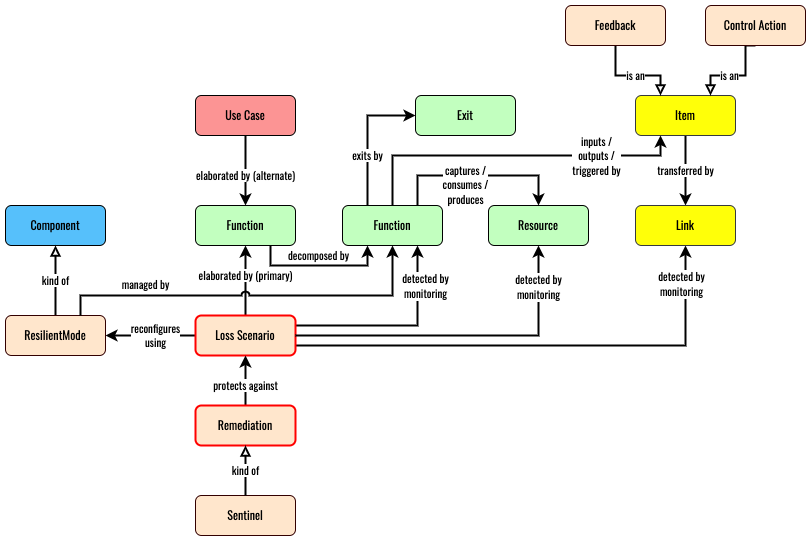 Feedback
Control Action
is an
is an
Use Case
Exit
Item
exits by
inputs /
outputs /
triggered by
elaborated by (alternate)
captures /
consumes /
produces
transferred by
Component
Function
Function
Resource
Link
decomposed by
kind of
elaborated by (primary)
managed by
detected by
monitoring
detected by
monitoring
detected by
monitoring
ResilientMode
reconfigures
using
Loss Scenario
protects against
Remediation
kind of
Sentinel